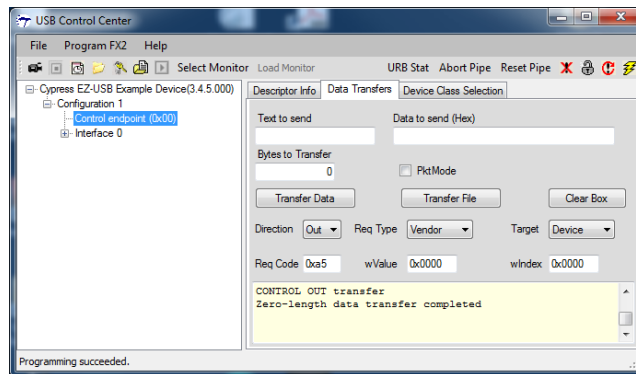 USB Control Center
File Program FX2 Help
Select Monitor Load Monitor URB Stat Abort Pipe Reset Pipe
Cypress EZ-USB Example Device(3.4.5.000)
Configuration 1
Control endpoint (0x00)
Interface 0
Descriptor Info Data Transfers Device Class Selection
Text to send Data to send (Hex)
Bytes to Transfer
0 PktMode
Transfer Data Transfer File Clear Box
Direction Out Req Type Vendor Target Device
Req Code 0xa5 wValue 0x0000 wIndex 0x0000
CONTROL OUT transfer
Zero-length data transfer completed
Programming succeeded.